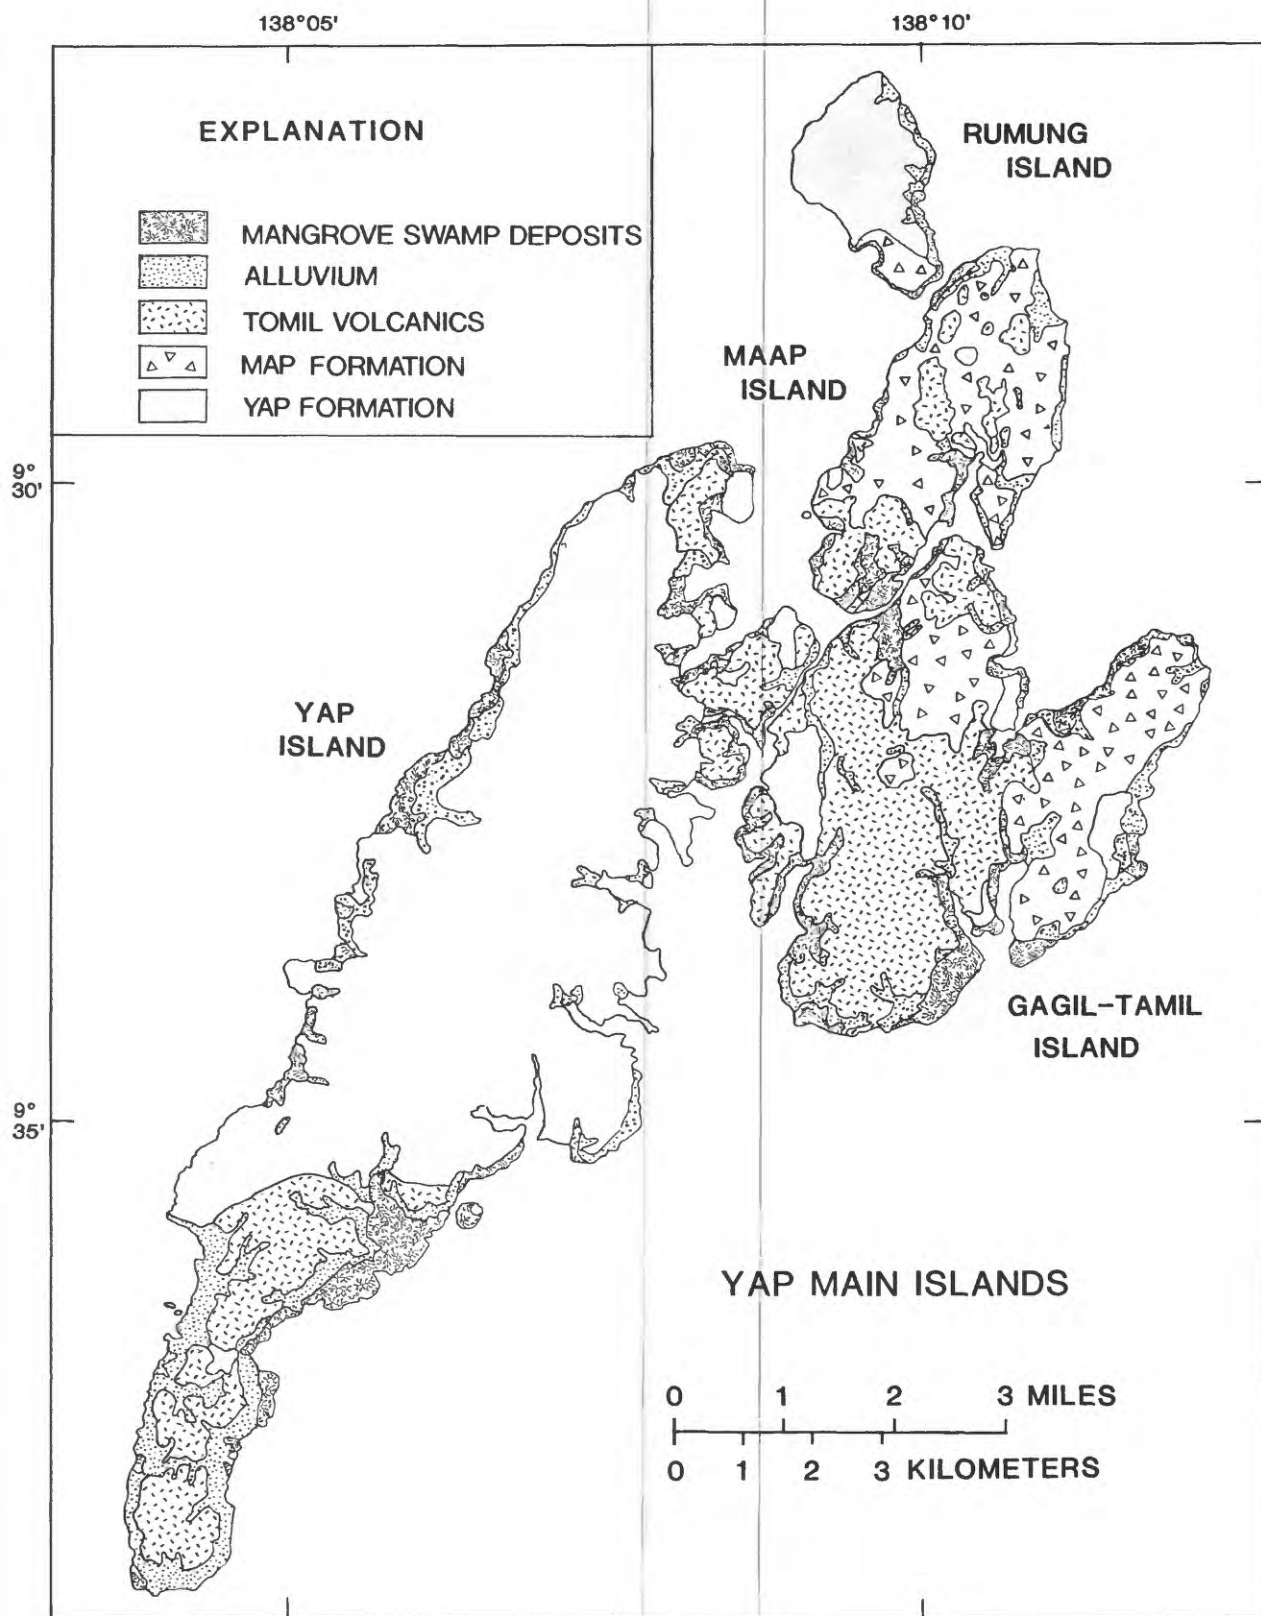 138°05'
138°10'
EXPLANATION
MANGROVE SWAMP DEPOSITS
ALLUVIUM
TOMIL VOLCANICS
MAP FORMATION
YAP FORMATION
RUMUNG
ISLAND
MAAP
ISLAND
9°
30'
YAP
ISLAND
GAGIL-TAMIL
ISLAND
9°
35'
YAP MAIN ISLANDS
0 1 2 3 MILES
0 1 2 3 KILOMETERS